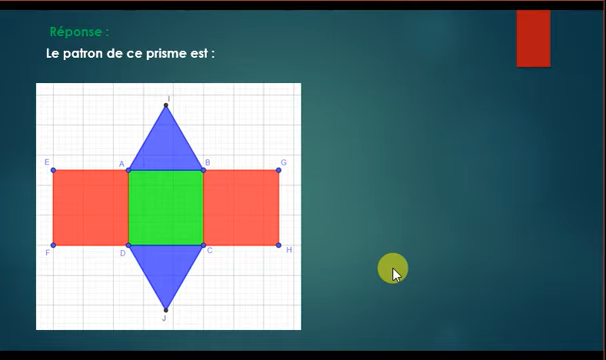 Réponse :
Le patron de ce prisme est :
I
E A B G
F D C H
J